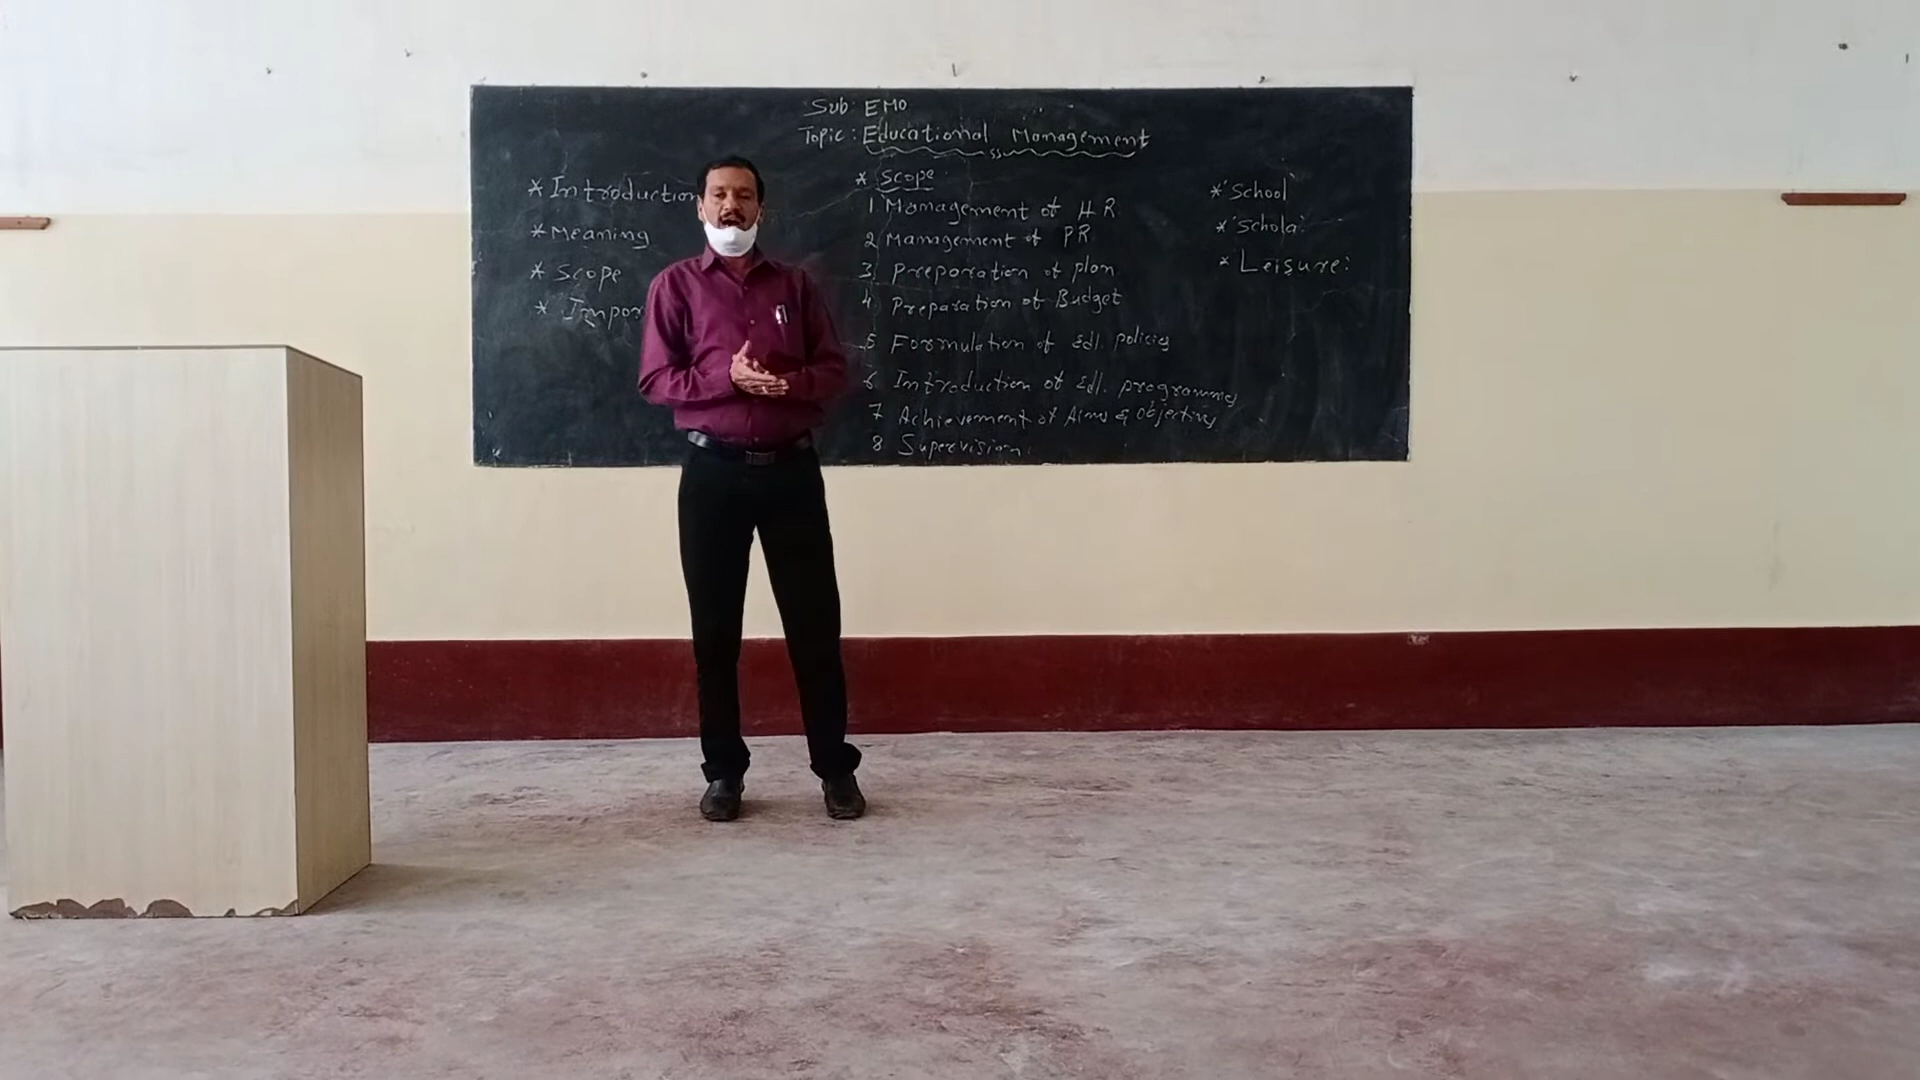 Sub: EMO
Topic: Educational Management
* Introduction
* Meaning
* Scope
* Impor
* Scope
1 Management of H R
2 Management of PR
3 Preparation of plan
4 Preparation of Budget
5 Formulation of Edl. policies
6 Introduction of Edl. programmes
7 Achievement of Aims & Objectives
8 Supervision.
* 'School'
* 'Schola'.
* Leisure: